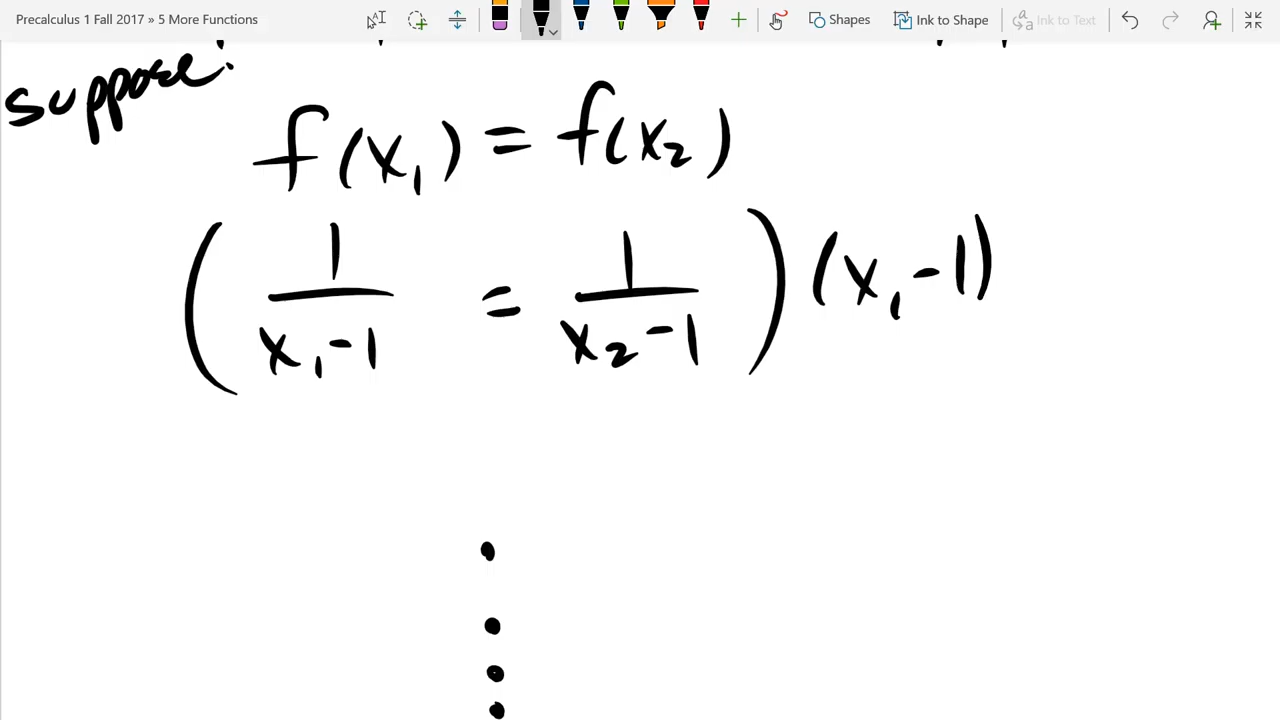 Precalculus 1 Fall 2017 » 5 More Functions
Shapes
Ink to Shape
Ink to Text
suppose:
f(x₁) = f(x₂)
(1/(x₁-1) = 1/(x₂-1)) (x₁-1)